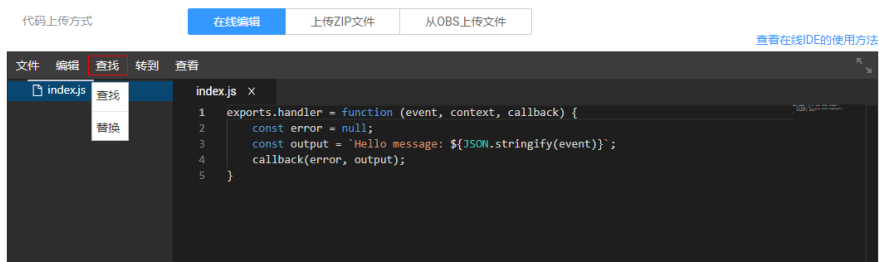 代码上传方式 在线编辑 上传ZIP文件 从OBS上传文件
查看在线IDE的使用方法
文件 编辑 查找 转到 查看
index.js
查找
替换
index.js ×
1 exports.handler = function (event, context, callback) {
2 const error = null;
3 const output = `Hello message: ${JSON.stringify(event)}`;
4 callback(error, output);
5 }